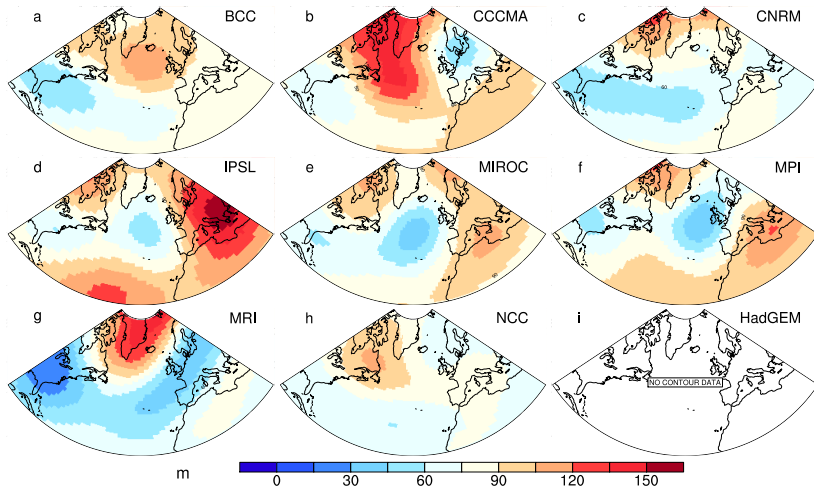 a BCC
b CCCMA
c CNRM
d IPSL
e MIROC
f MPI
g MRI
h NCC
i HadGEM
NO CONTOUR DATA
m
0 30 60 90 120 150